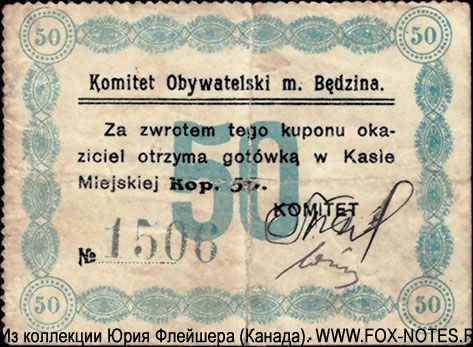 50 50
Komitet Obywatelski m. Będzina.
Za zwrotem tego kuponu oka-
ziciel otrzyma gotówką w Kasie
Miejskiej Kop. 50.
50
KOMITET
№ 1506
50 50
Из коллекции Юрия Флейшера (Канада). WWW.FOX-NOTES.R